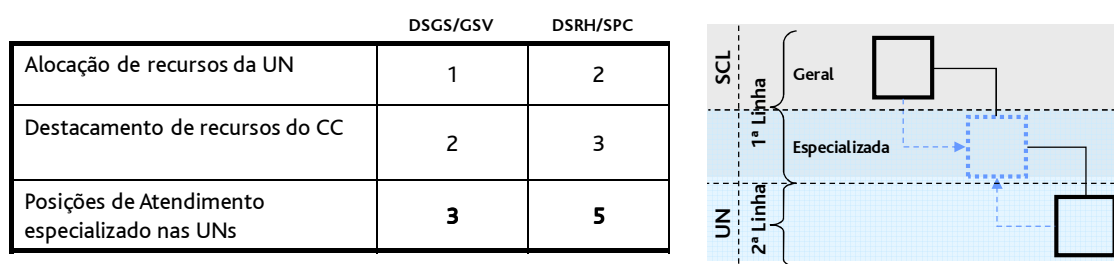 DSGS/GSV DSRH/SPC
Alocação de recursos da UN 1 2
Destacamento de recursos do CC 2 3
Posições de Atendimento
especializado nas UNs 3 5
SCL
UN
1ª Linha
2ª Linha
Geral
Especializada